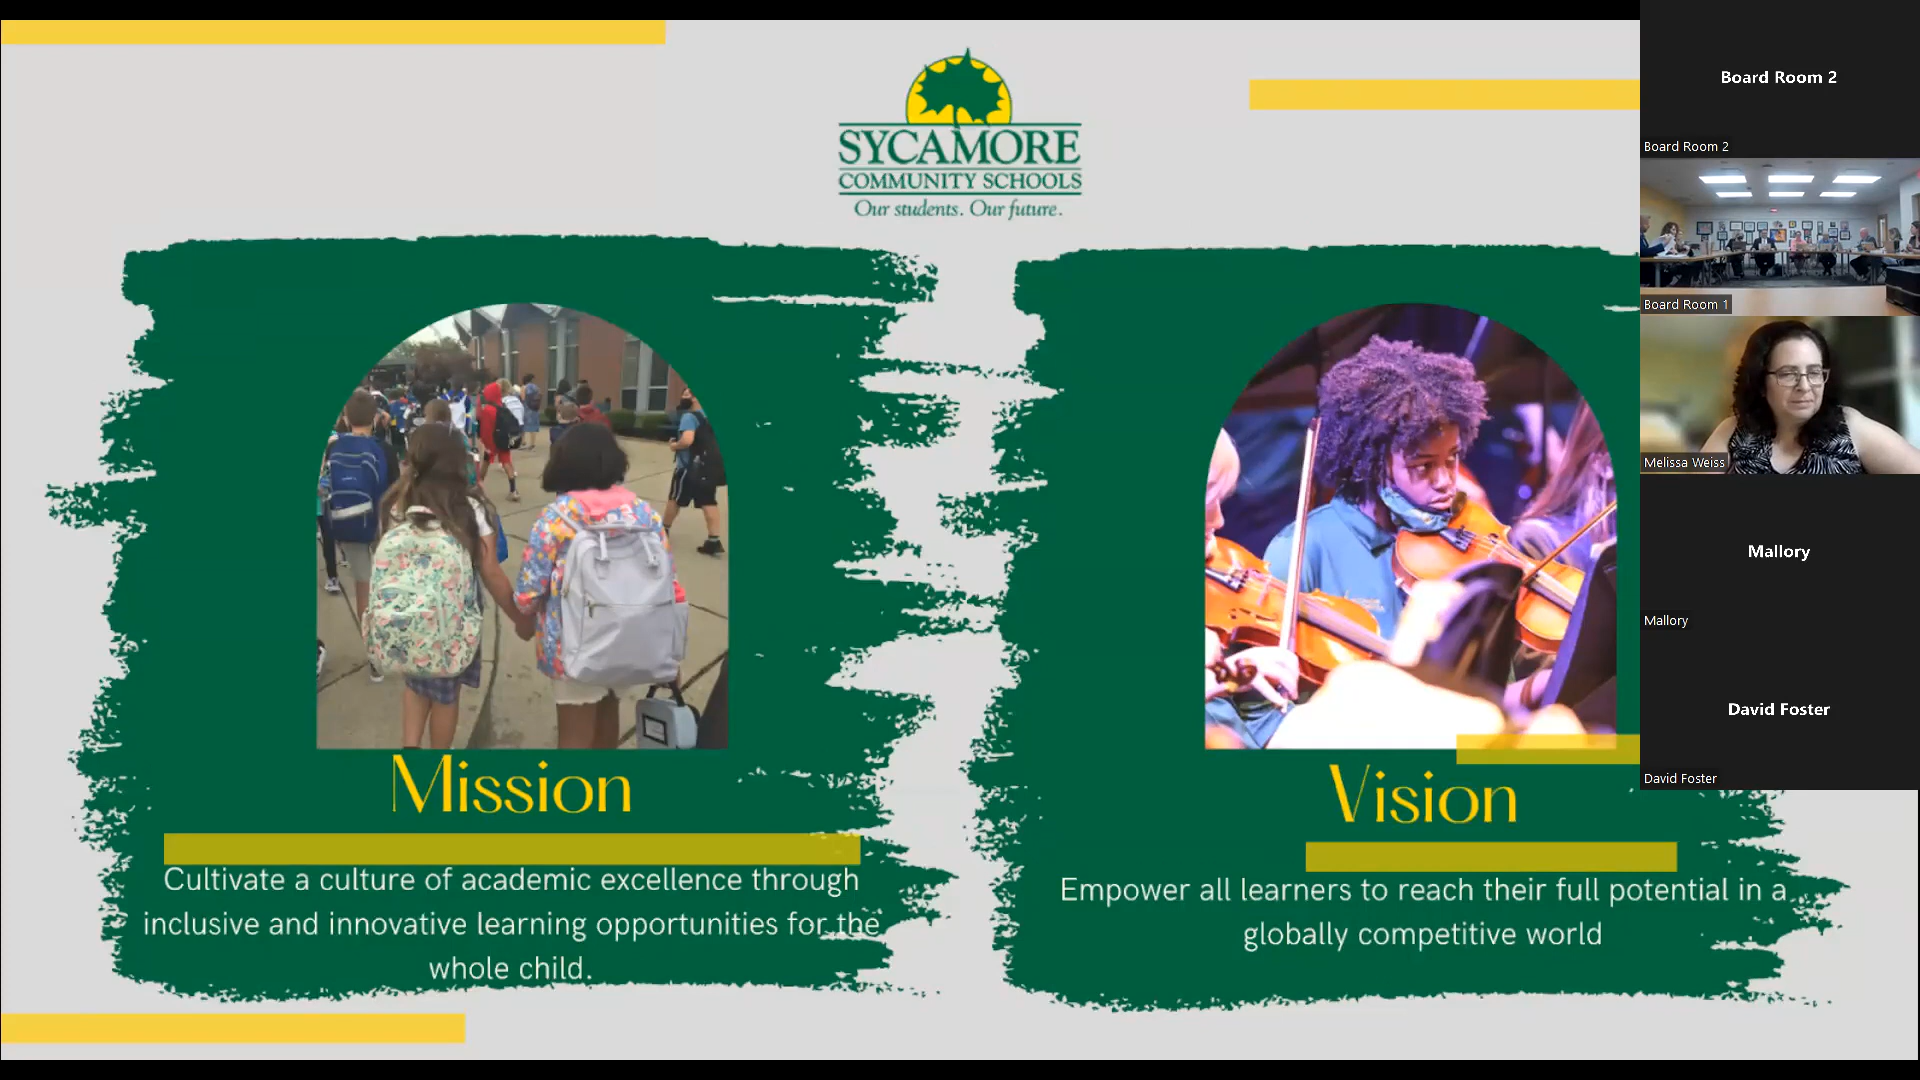 SYCAMORE
COMMUNITY SCHOOLS
Our students. Our future.
Mission
Cultivate a culture of academic excellence through
inclusive and innovative learning opportunities for the
whole child.
Vision
Empower all learners to reach their full potential in a
globally competitive world
Board Room 2
Board Room 2
Board Room 1
Melissa Weiss
Mallory
Mallory
David Foster
David Foster